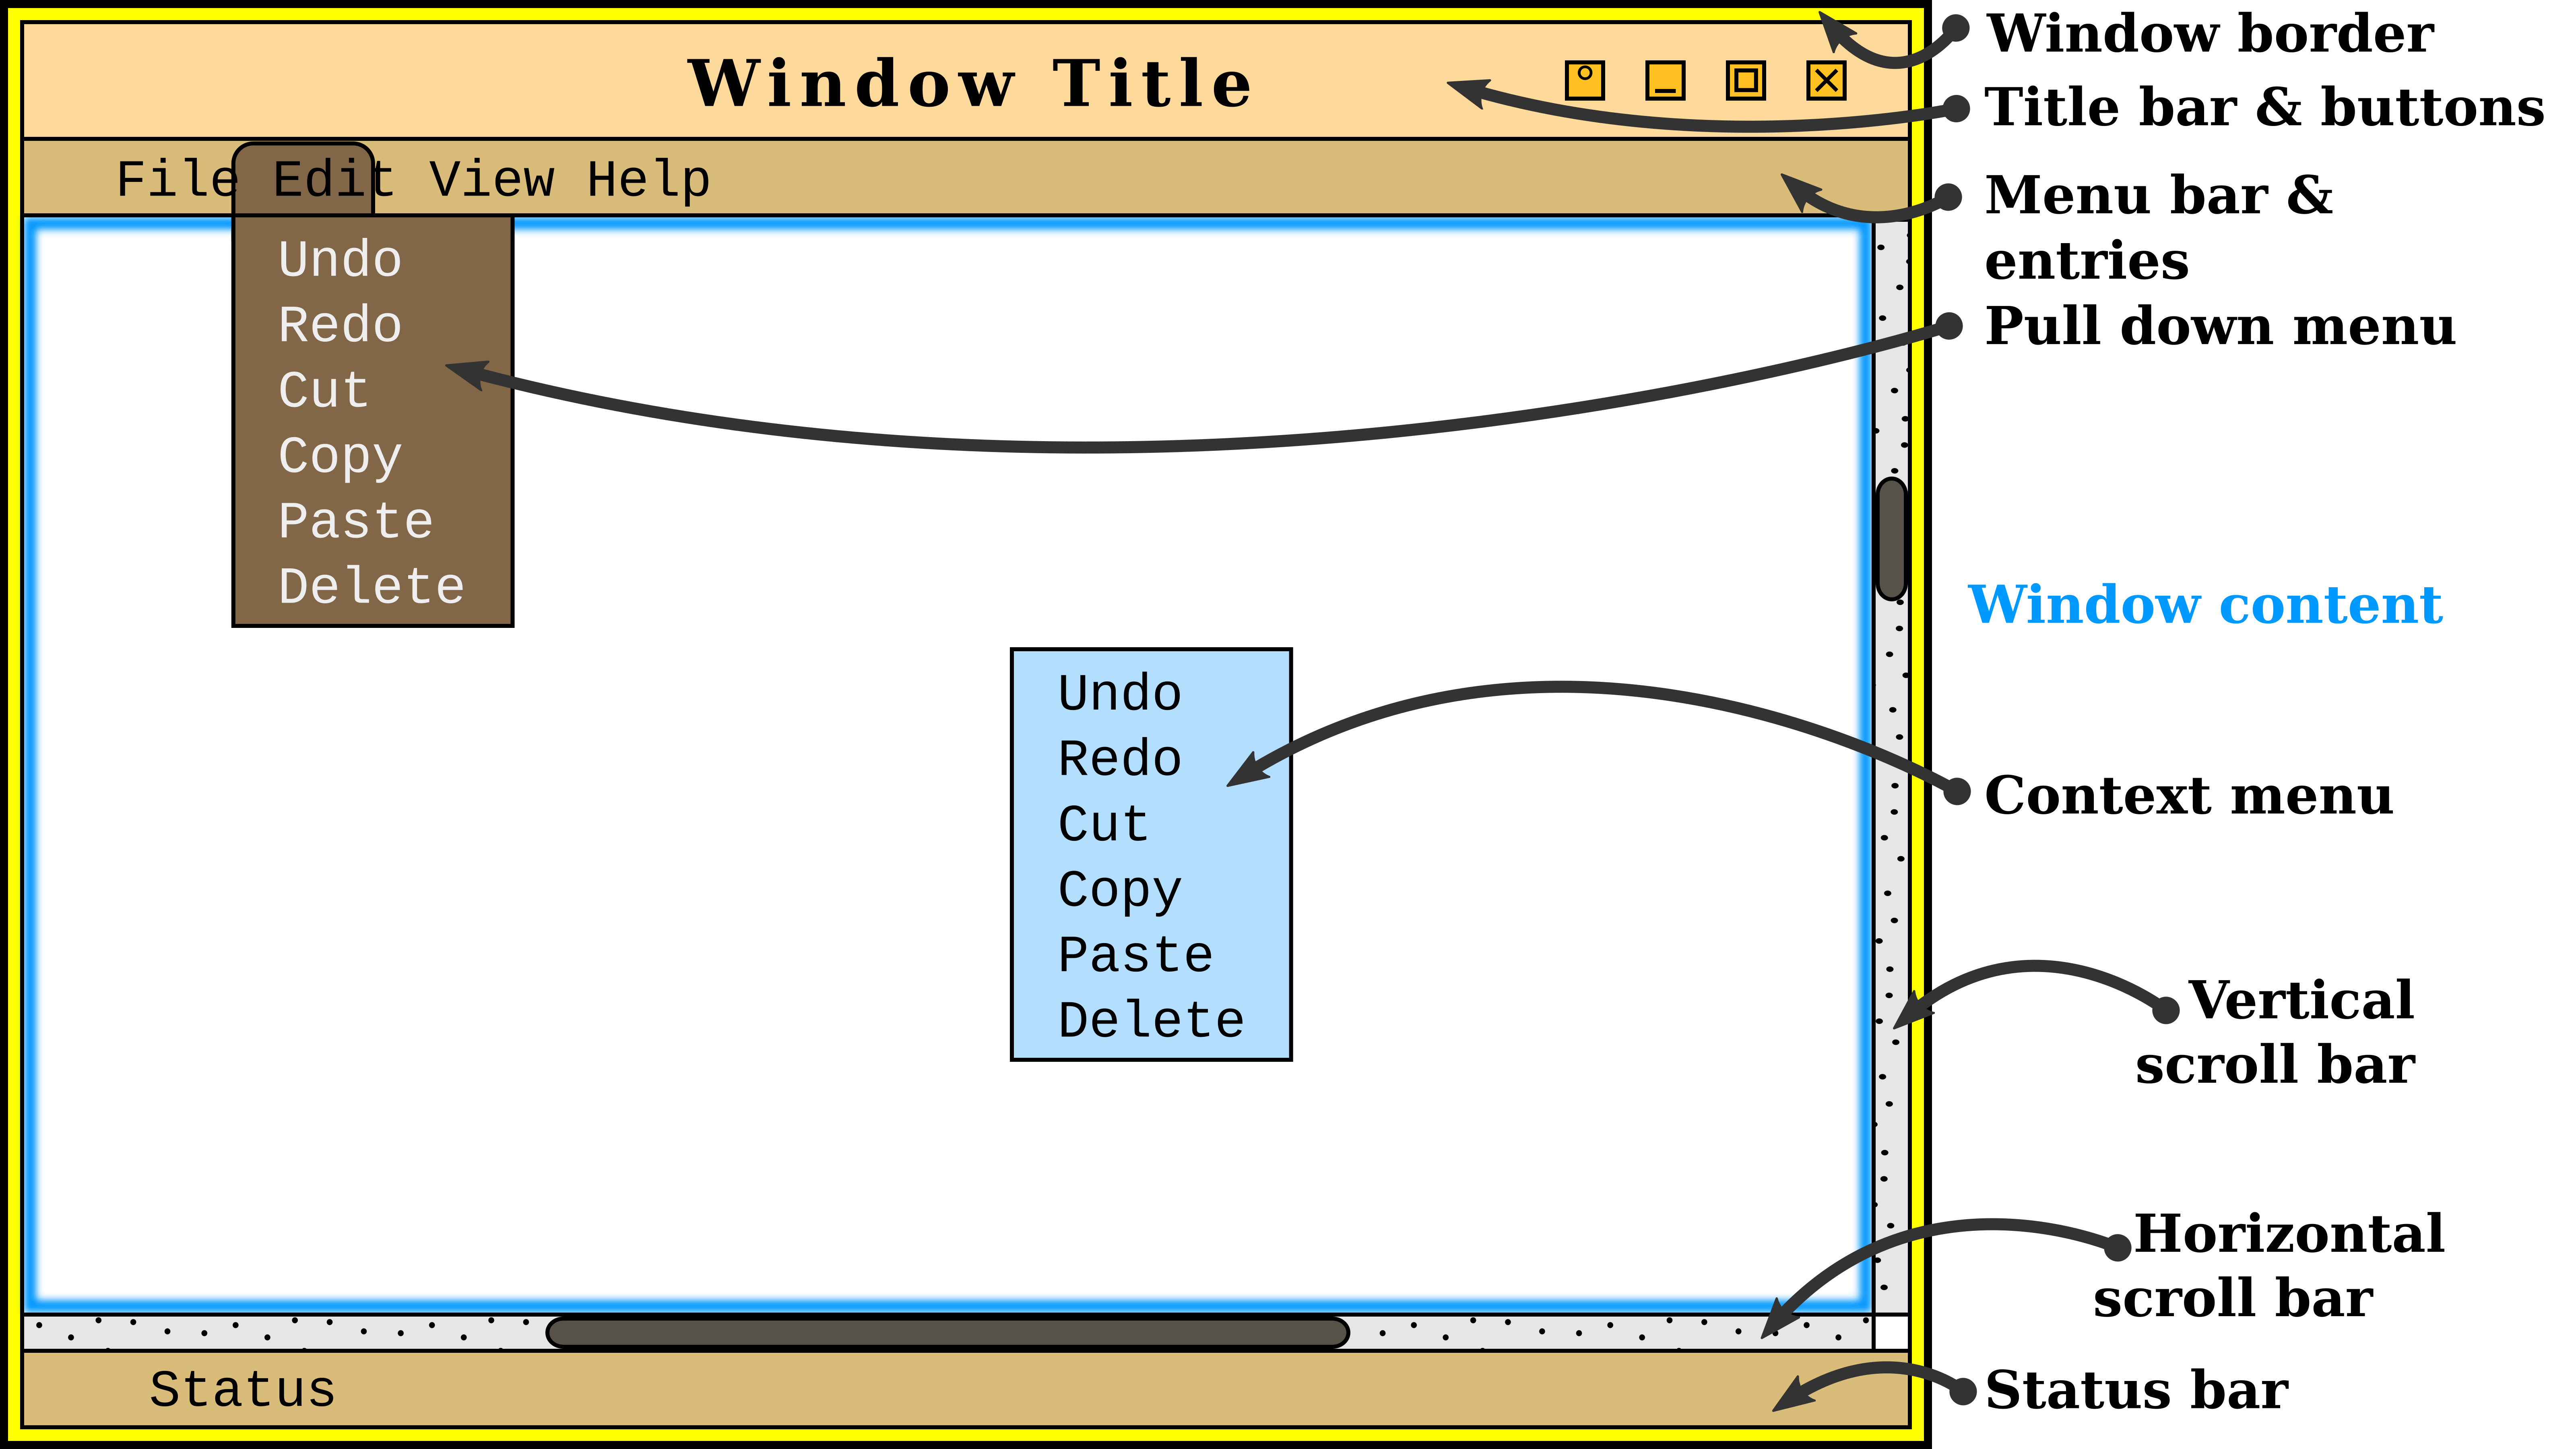 Window Title
File Edit View Help
Undo
Redo
Cut
Copy
Paste
Delete
Undo
Redo
Cut
Copy
Paste
Delete
Status
Window border
Title bar & buttons
Menu bar &
entries
Pull down menu
Window content
Context menu
Vertical
scroll bar
Horizontal
scroll bar
Status bar